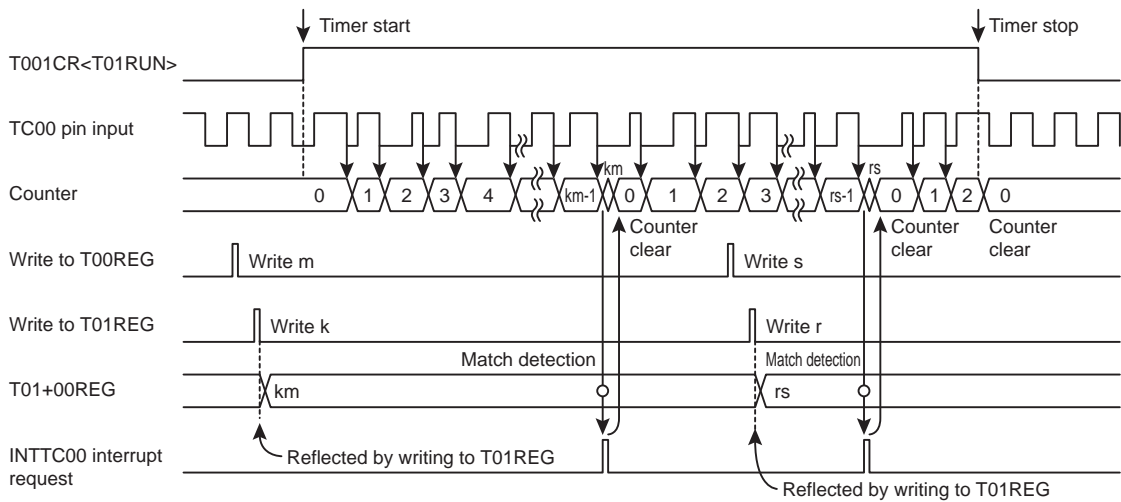 Timer start
Timer stop
T001CR<T01RUN>
TC00 pin input
km
rs
Counter
0 1 2 3 4 km-1 0 1 2 3 rs-1 0 1 2 0
Counter clear
Counter clear
Counter clear
Write to T00REG
Write m
Write s
Write to T01REG
Write k
Write r
Match detection
Match detection
T01+00REG
km
rs
INTTC00 interrupt
request
Reflected by writing to T01REG
Reflected by writing to T01REG